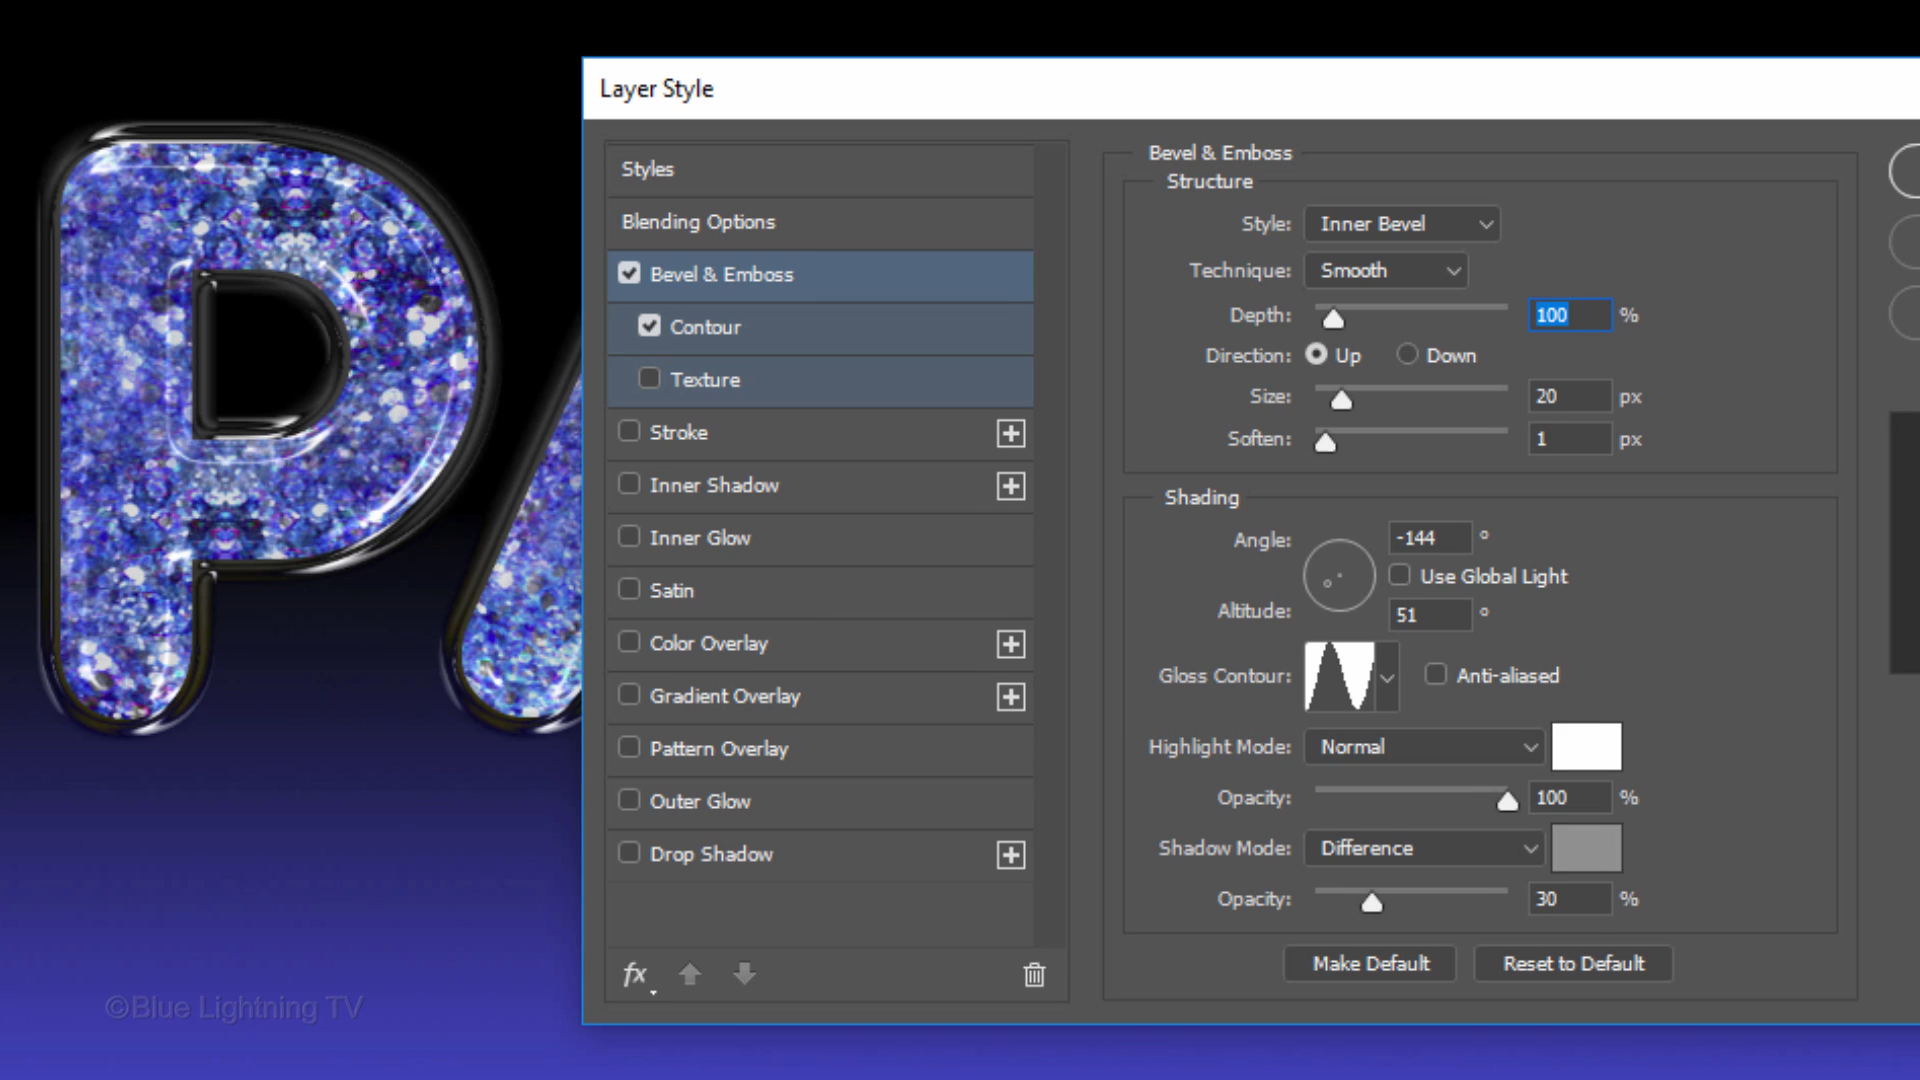 PA
Layer Style
Styles
Blending Options
Bevel & Emboss
Contour
Texture
Stroke
Inner Shadow
Inner Glow
Satin
Color Overlay
Gradient Overlay
Pattern Overlay
Outer Glow
Drop Shadow
fx
Bevel & Emboss
Structure
Style: Inner Bevel
Technique: Smooth
Depth: 100 %
Direction: Up Down
Size: 20 px
Soften: 1 px
Shading
Angle: -144 °
Use Global Light
Altitude: 51 °
Gloss Contour: Anti-aliased
Highlight Mode: Normal
Opacity: 100 %
Shadow Mode: Difference
Opacity: 30 %
Make Default Reset to Default
©Blue Lightning TV